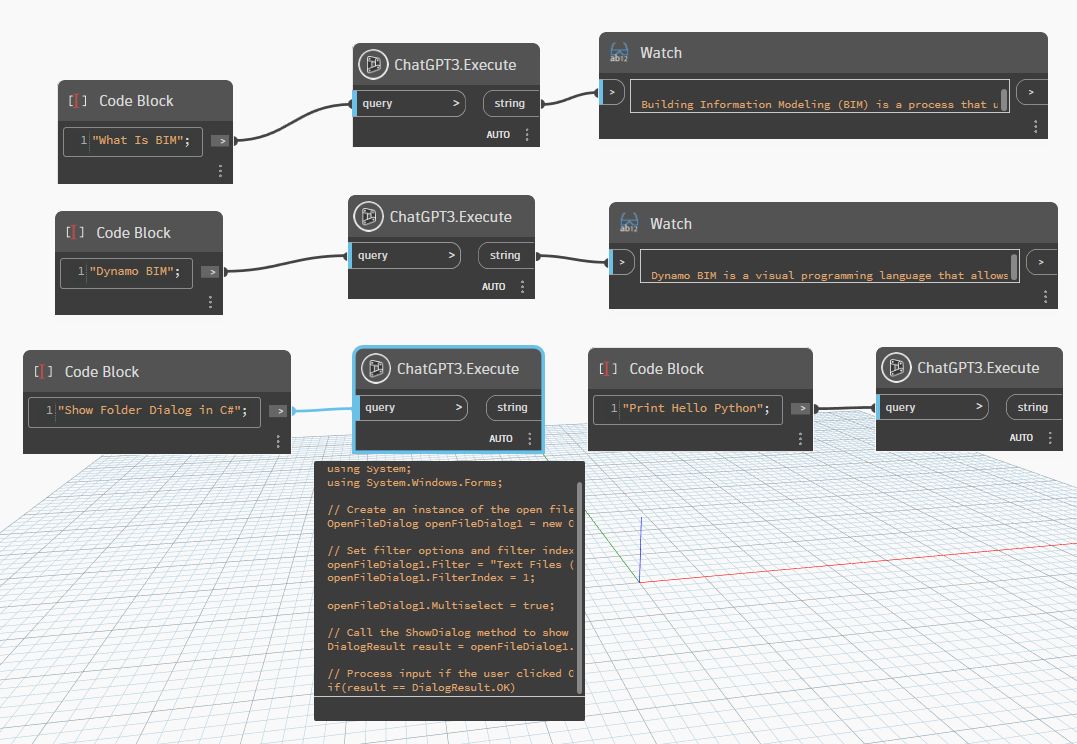 Code Block
1 "What Is BIM"; >
ChatGPT3.Execute
query > string
AUTO
Watch
> Building Information Modeling (BIM) is a process that u >
Code Block
1 "Dynamo BIM"; >
ChatGPT3.Execute
query > string
AUTO
Watch
> Dynamo BIM is a visual programming language that allows >
Code Block
1 "Show Folder Dialog in C#"; >
ChatGPT3.Execute
query > string
AUTO
Code Block
1 "Print Hello Python"; >
ChatGPT3.Execute
query > string
AUTO
using System;
using System.Windows.Forms;
// Create an instance of the open file
OpenFileDialog openFileDialog1 = new O
// Set filter options and filter index
openFileDialog1.Filter = "Text Files (
openFileDialog1.FilterIndex = 1;
openFileDialog1.Multiselect = true;
// Call the ShowDialog method to show
DialogResult result = openFileDialog1.
// Process input if the user clicked O
if(result == DialogResult.OK)